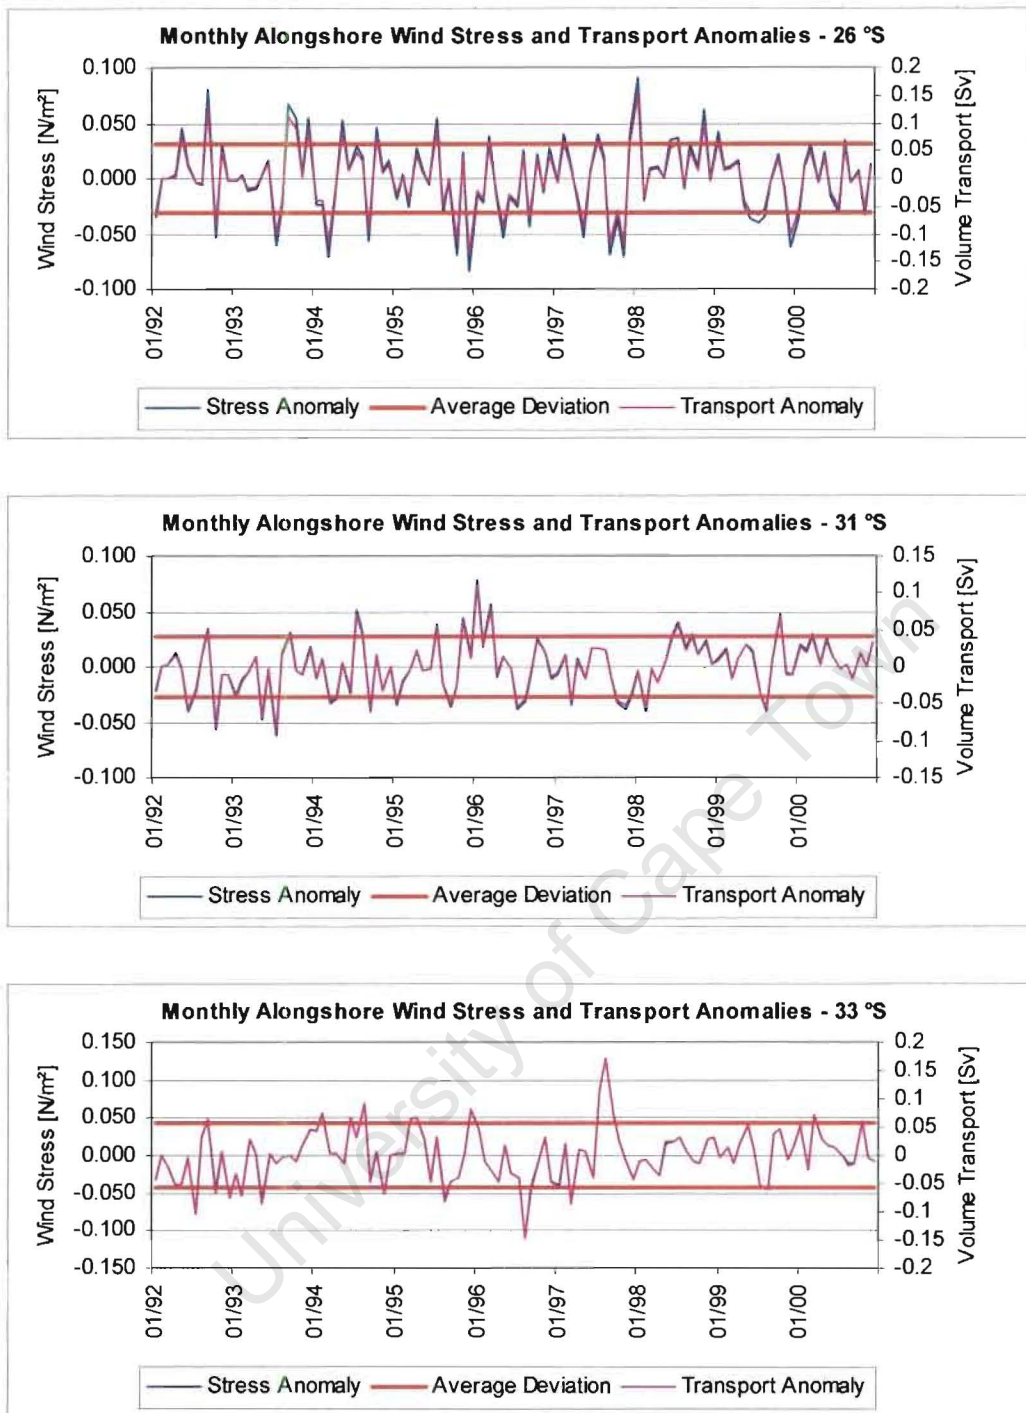 Monthly Alongshore Wind Stress and Transport Anomalies - 26 °S
Wind Stress [N/m²]
0.100
0.050
0.000
-0.050
-0.100
0.2
0.15
0.1
0.05
0
-0.05
-0.1
-0.15
-0.2
Volume Transport [Sv]
01/92 01/93 01/94 01/95 01/96 01/97 01/98 01/99 01/00
Stress Anomaly Average Deviation Transport Anomaly
Monthly Alongshore Wind Stress and Transport Anomalies - 31 °S
Wind Stress [N/m²]
0.100
0.050
0.000
-0.050
-0.100
0.15
0.1
0.05
0
-0.05
-0.1
-0.15
Volume Transport [Sv]
01/92 01/93 01/94 01/95 01/96 01/97 01/98 01/99 01/00
Stress Anomaly Average Deviation Transport Anomaly
Monthly Alongshore Wind Stress and Transport Anomalies - 33 °S
Wind Stress [N/m²]
0.150
0.100
0.050
0.000
-0.050
-0.100
-0.150
0.2
0.15
0.1
0.05
0
-0.05
-0.1
-0.15
-0.2
Volume Transport [Sv]
01/92 01/93 01/94 01/95 01/96 01/97 01/98 01/99 01/00
Stress Anomaly Average Deviation Transport Anomaly
University of Cape Town